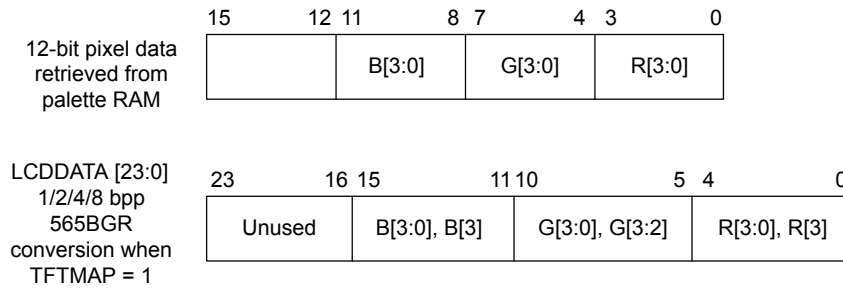 15 12 11 8 7 4 3 0
12-bit pixel data
retrieved from
palette RAM
B[3:0] G[3:0] R[3:0]
LCDDATA [23:0]
1/2/4/8 bpp
565BGR
conversion when
TFTMAP = 1
23 16 15 11 10 5 4 0
Unused B[3:0], B[3] G[3:0], G[3:2] R[3:0], R[3]